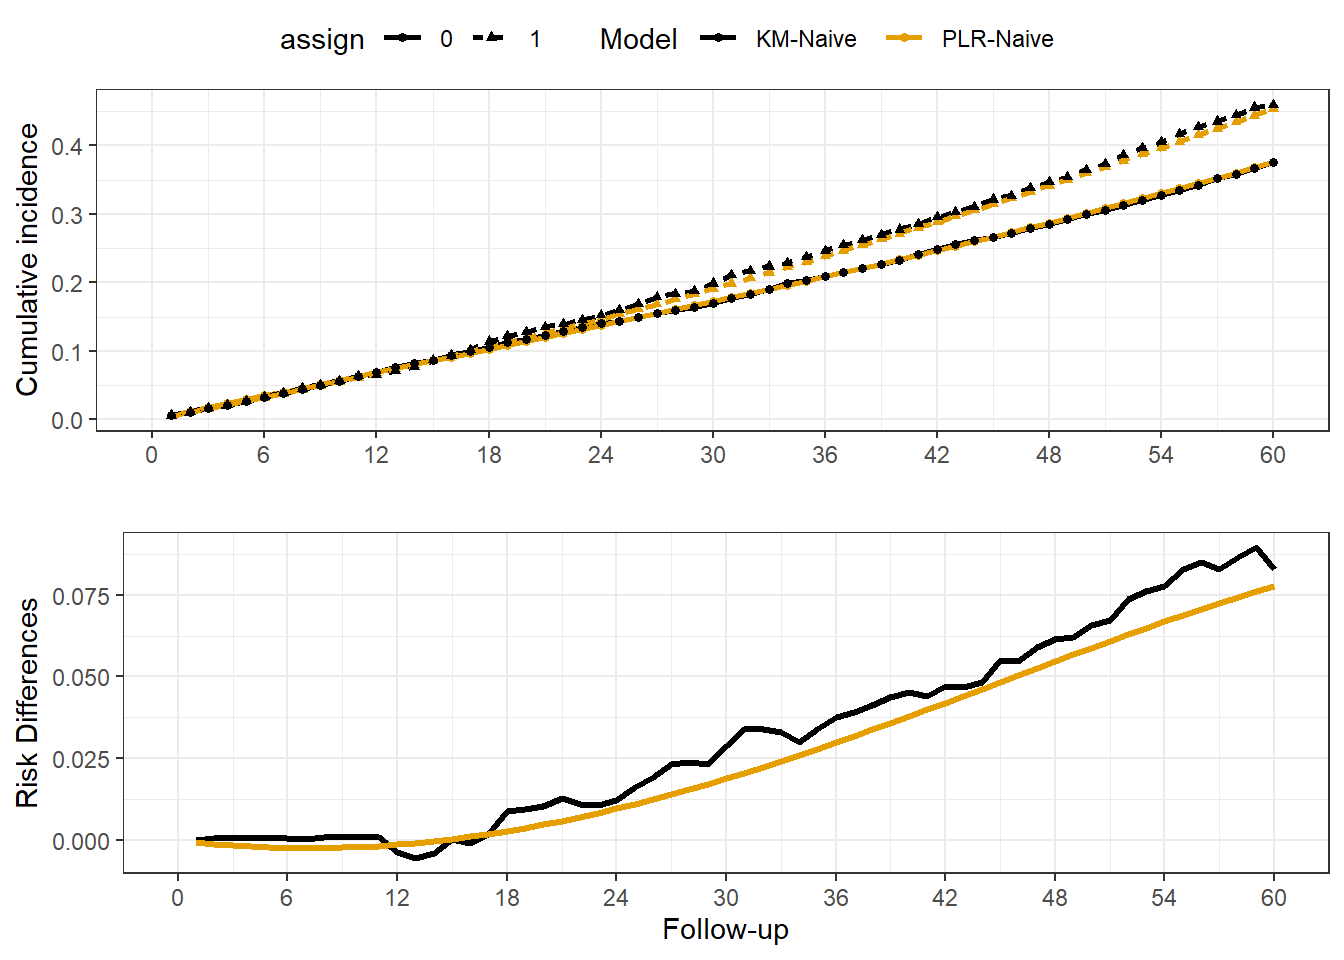 assign 0 1 Model KM-Naive PLR-Naive
Cumulative incidence
0.4
0.3
0.2
0.1
0.0
0 6 12 18 24 30 36 42 48 54 60
Risk Differences
0.075
0.050
0.025
0.000
0 6 12 18 24 30 36 42 48 54 60
Follow-up